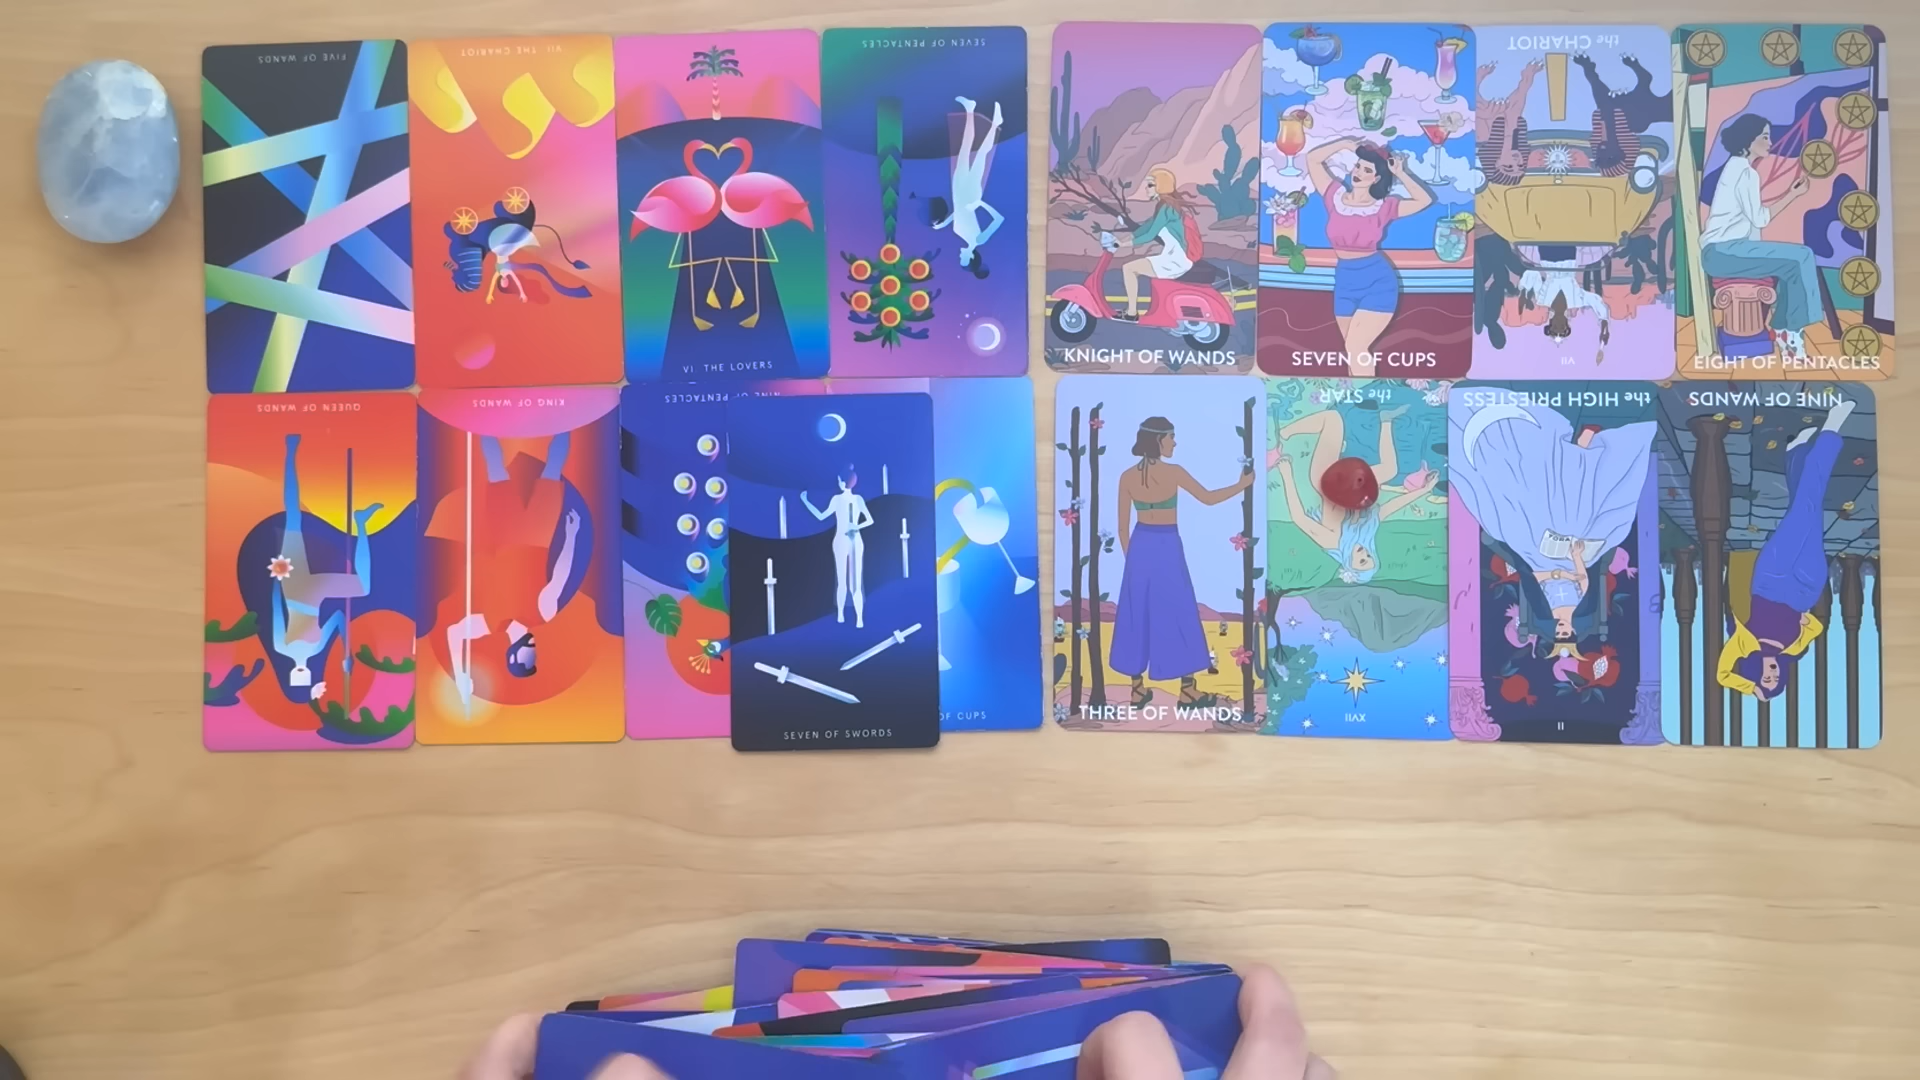 FIVE OF WANDS
VII THE CHARIOT
VI THE LOVERS
SEVEN OF PENTACLES
KNIGHT OF WANDS
SEVEN OF CUPS
the CHARIOT
VII
EIGHT OF PENTACLES
QUEEN OF WANDS
KING OF WANDS
NINE OF PENTACLES
SEVEN OF SWORDS
OF CUPS
THREE OF WANDS
the STAR
XVII
the HIGH PRIESTESS
II
NINE OF WANDS